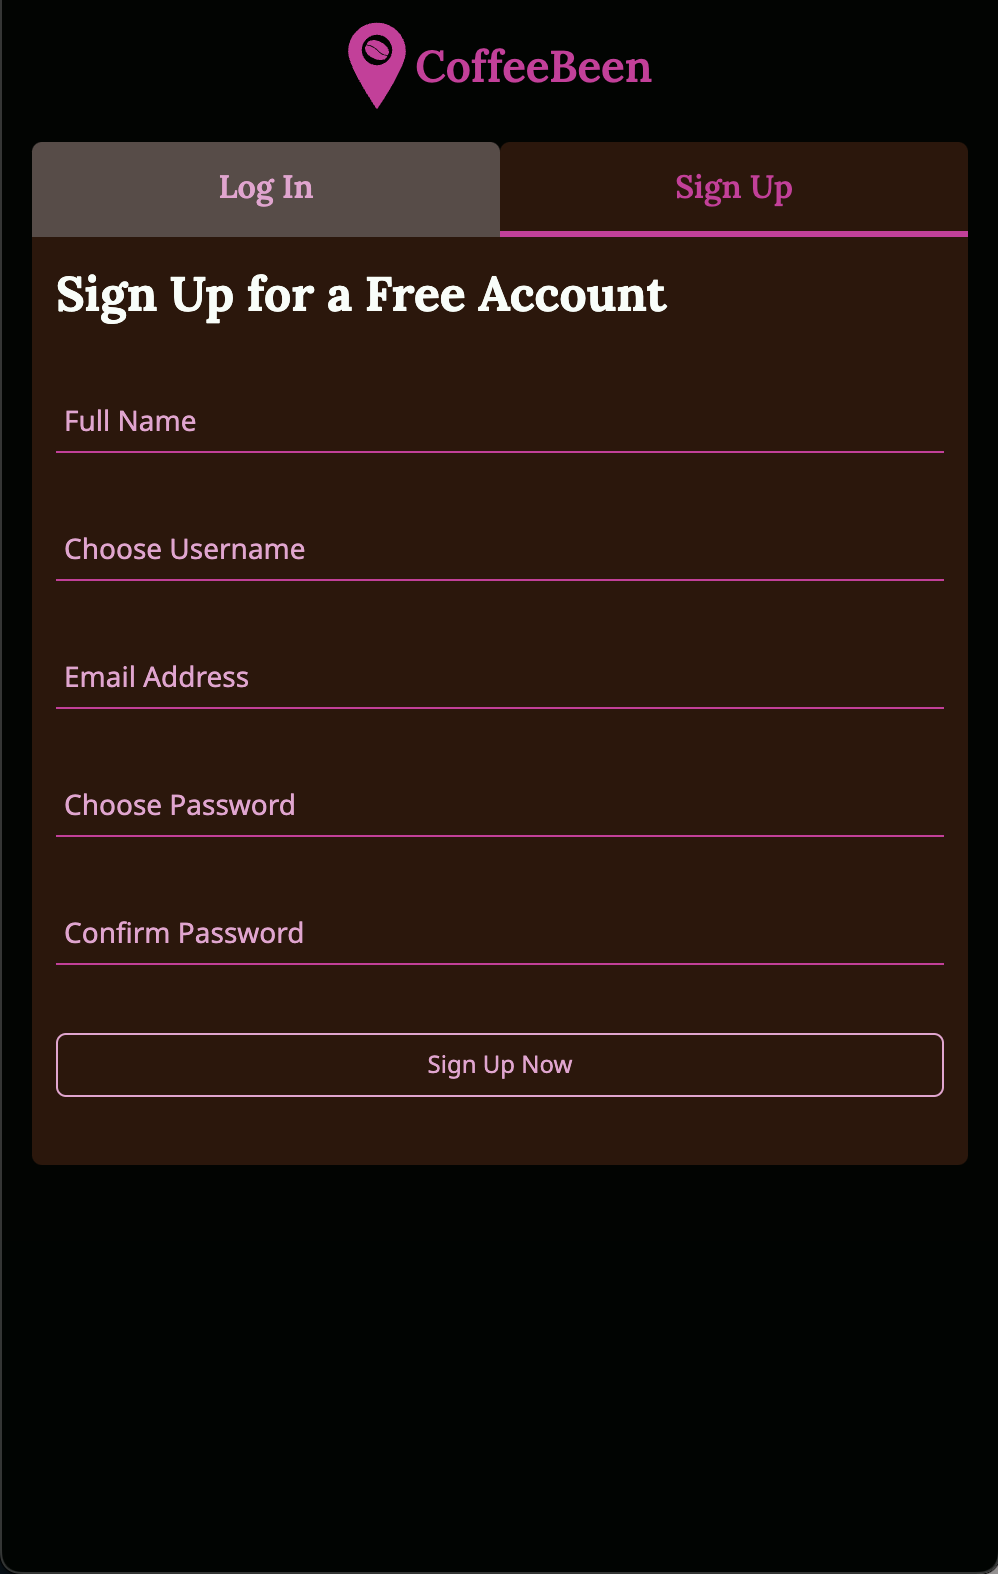 CoffeeBeen
Log In
Sign Up
Sign Up for a Free Account
Full Name
Choose Username
Email Address
Choose Password
Confirm Password
Sign Up Now